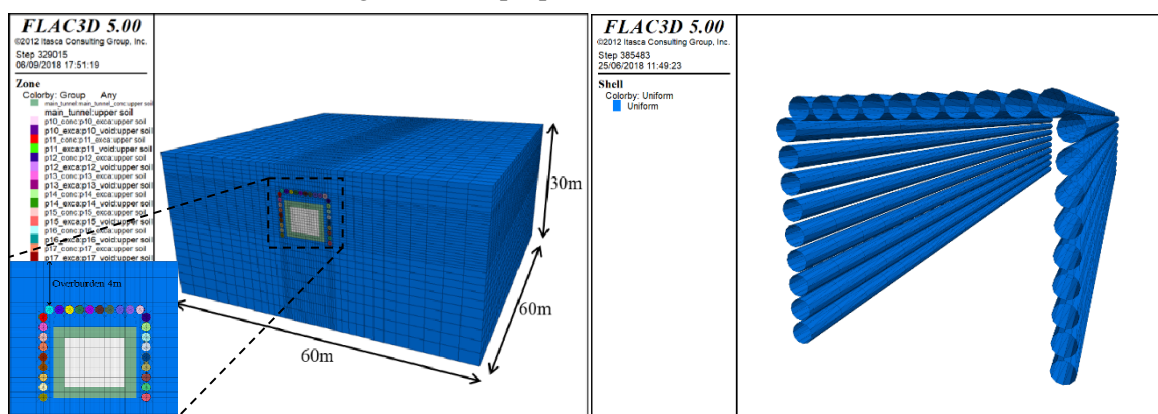 FLAC3D 5.00
©2012 Itasca Consulting Group, Inc.
Step 329015
06/09/2018 17:51:19
Zone
Colorby: Group Any
main_tunnel:main_tunnel_conc:upper soil
main_tunnel:upper soil
p10_conc:p10_exca:upper soil
p10_exca:p10_void:upper soil
p11_conc:p11_exca:upper soil
p11_exca:p11_void:upper soil
p12_conc:p12_exca:upper soil
p12_exca:p12_void:upper soil
p13_conc:p13_exca:upper soil
p13_exca:p13_void:upper soil
p14_conc:p14_exca:upper soil
p14_exca:p14_void:upper soil
p15_conc:p15_exca:upper soil
p15_exca:p15_void:upper soil
p16_conc:p16_exca:upper soil
p16_exca:p16_void:upper soil
p17_conc:p17_exca:upper soil
p17_exca:p17_void:upper soil
Overburden 4m
30m
60m
60m
FLAC3D 5.00
©2012 Itasca Consulting Group, Inc.
Step 385483
25/06/2018 11:49:23
Shell
Colorby: Uniform
Uniform